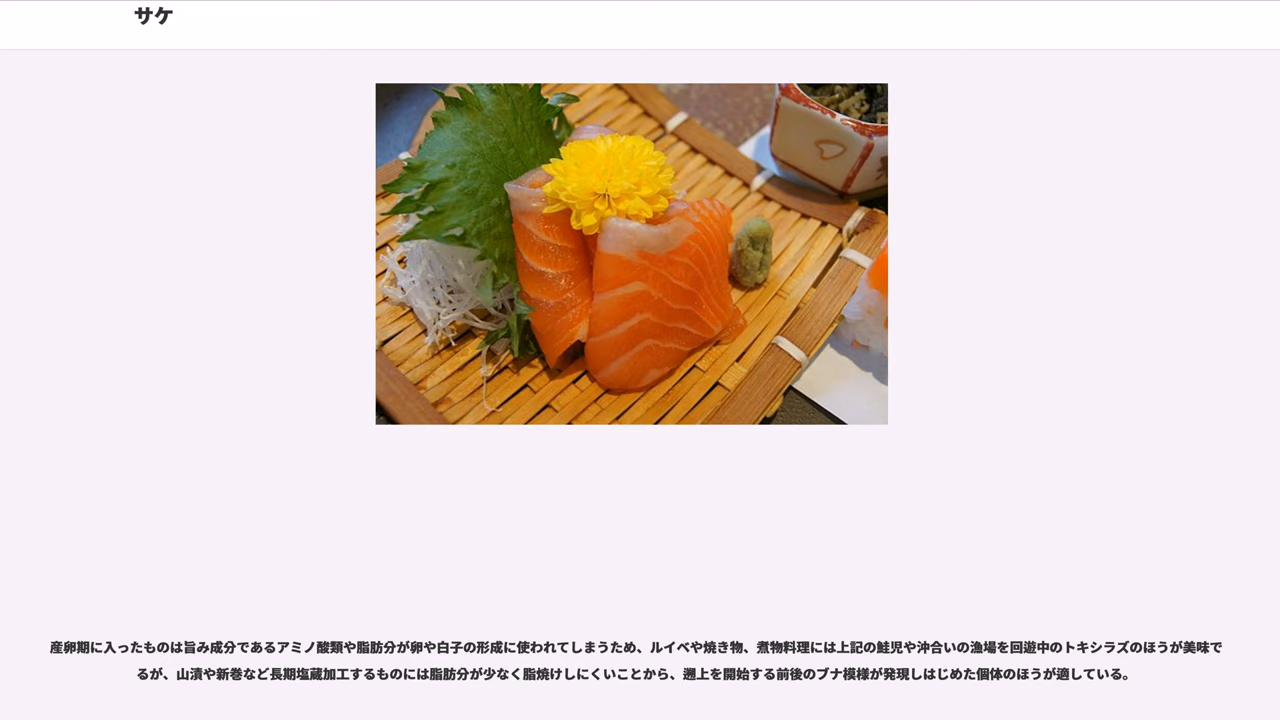 サケ
産卵期に入ったものは旨み成分であるアミノ酸類や脂肪分が卵や白子の形成に使われてしまうため、ルイベや焼き物、煮物料理には上記の鮭児や沖合いの漁場を回遊中のトキシラズのほうが美味で
るが、山漬や新巻など長期塩蔵加工するものには脂肪分が少なく脂焼けしにくいことから、遡上を開始する前後のブナ模様が発現しはじめた個体のほうが適している。